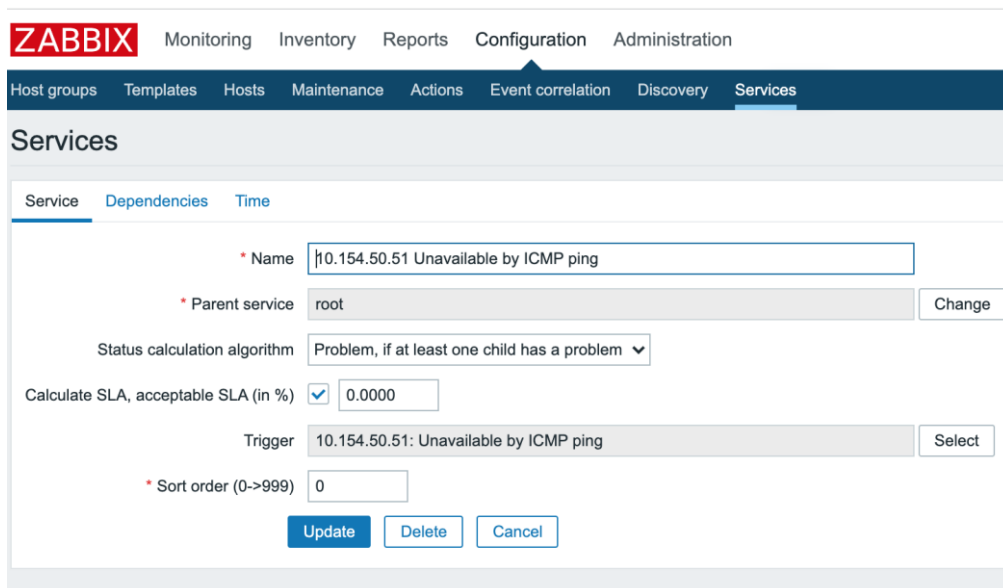 ZABBIX Monitoring Inventory Reports Configuration Administration
Host groups Templates Hosts Maintenance Actions Event correlation Discovery Services
Services
Service Dependencies Time
* Name 10.154.50.51 Unavailable by ICMP ping
* Parent service root Change
Status calculation algorithm Problem, if at least one child has a problem
Calculate SLA, acceptable SLA (in %) 0.0000
Trigger 10.154.50.51: Unavailable by ICMP ping Select
* Sort order (0->999) 0
Update Delete Cancel